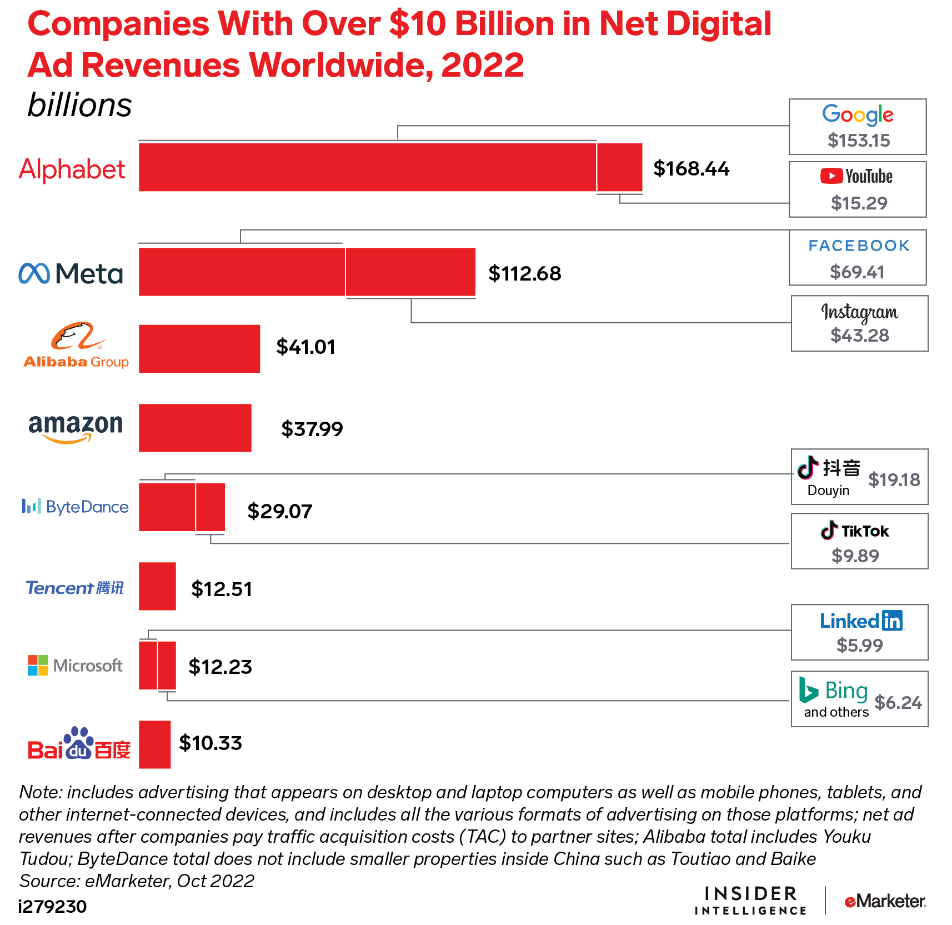 Companies With Over $10 Billion in Net Digital
Ad Revenues Worldwide, 2022
billions
Alphabet
$168.44
Google
$153.15
YouTube
$15.29
Meta
$112.68
FACEBOOK
$69.41
Instagram
$43.28
Alibaba Group
$41.01
amazon
$37.99
ByteDance
$29.07
抖音
Douyin
$19.18
TikTok
$9.89
Tencent 腾讯
$12.51
Microsoft
$12.23
Linked in
$5.99
Bing
and others
$6.24
Bai du 百度
$10.33
Note: includes advertising that appears on desktop and laptop computers as well as mobile phones, tablets, and
other internet-connected devices, and includes all the various formats of advertising on those platforms; net ad
revenues after companies pay traffic acquisition costs (TAC) to partner sites; Alibaba total includes Youku
Tudou; ByteDance total does not include smaller properties inside China such as Toutiao and Baike
Source: eMarketer, Oct 2022
i279230
INSIDER
INTELLIGENCE
eMarketer